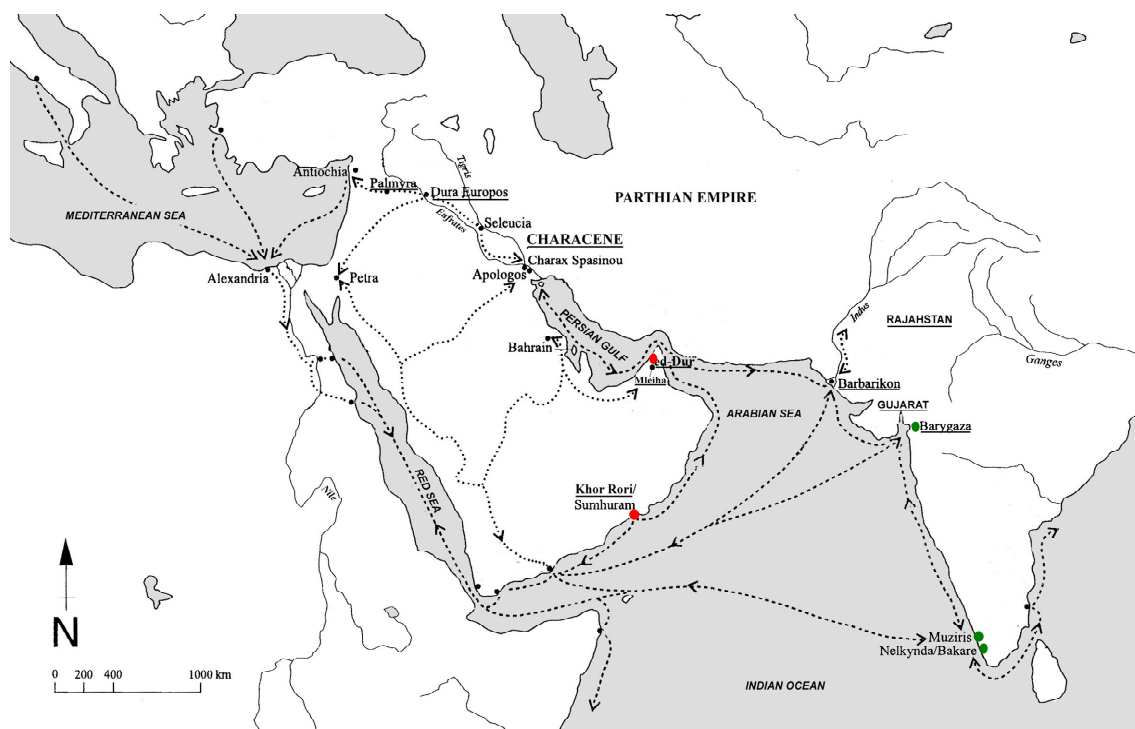 Tigris
Antiochia
Palmyra
Dura Europos
PARTHIAN EMPIRE
MEDITERRANEAN SEA
Eufrates
Seleucia
CHARACENE
Charax Spasinou
Alexandria
Petra
Apologos
Indus
RAJAHSTAN
PERSIAN GULF
Bahrain
ed-Dur
Ganges
Mleiha
Barbarikon
GUJARAT
ARABIAN SEA
Barygaza
RED SEA
Khor Rori/
Sumhuram
Nile
N
Muziris
Nelkynda/Bakare
0 200 400 1000 km
INDIAN OCEAN